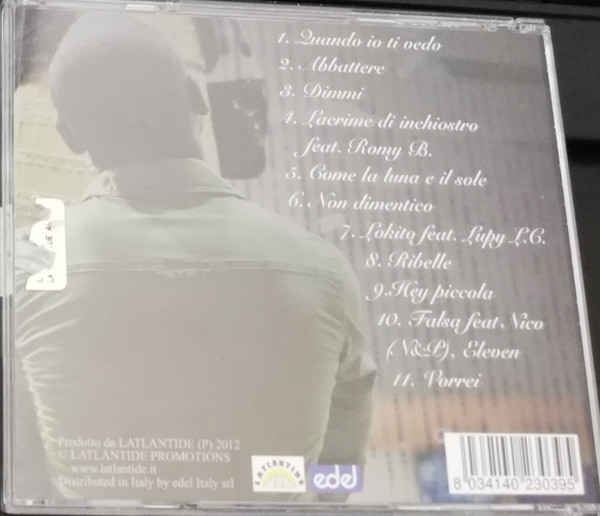 1. Quando io ti vedo
2. Abbattere
3. Dimmi
4. Lacrime di inchiostro
feat. Romy B.
5. Come la luna e il sole
6. Non dimentico
7. Lokito feat. Lupy L.C.
8. Ribelle
9.Hey piccola
10. Falsa feat Nico
(N&P), Eleven
11. Vorrei
Prodotto da LATLANTIDE (P) 2012
© LATLANTIDE PROMOTIONS
www.latlantide.it
Distributed in Italy by edel Italy srl
LATLANTIDE
edel
8 034140 230395